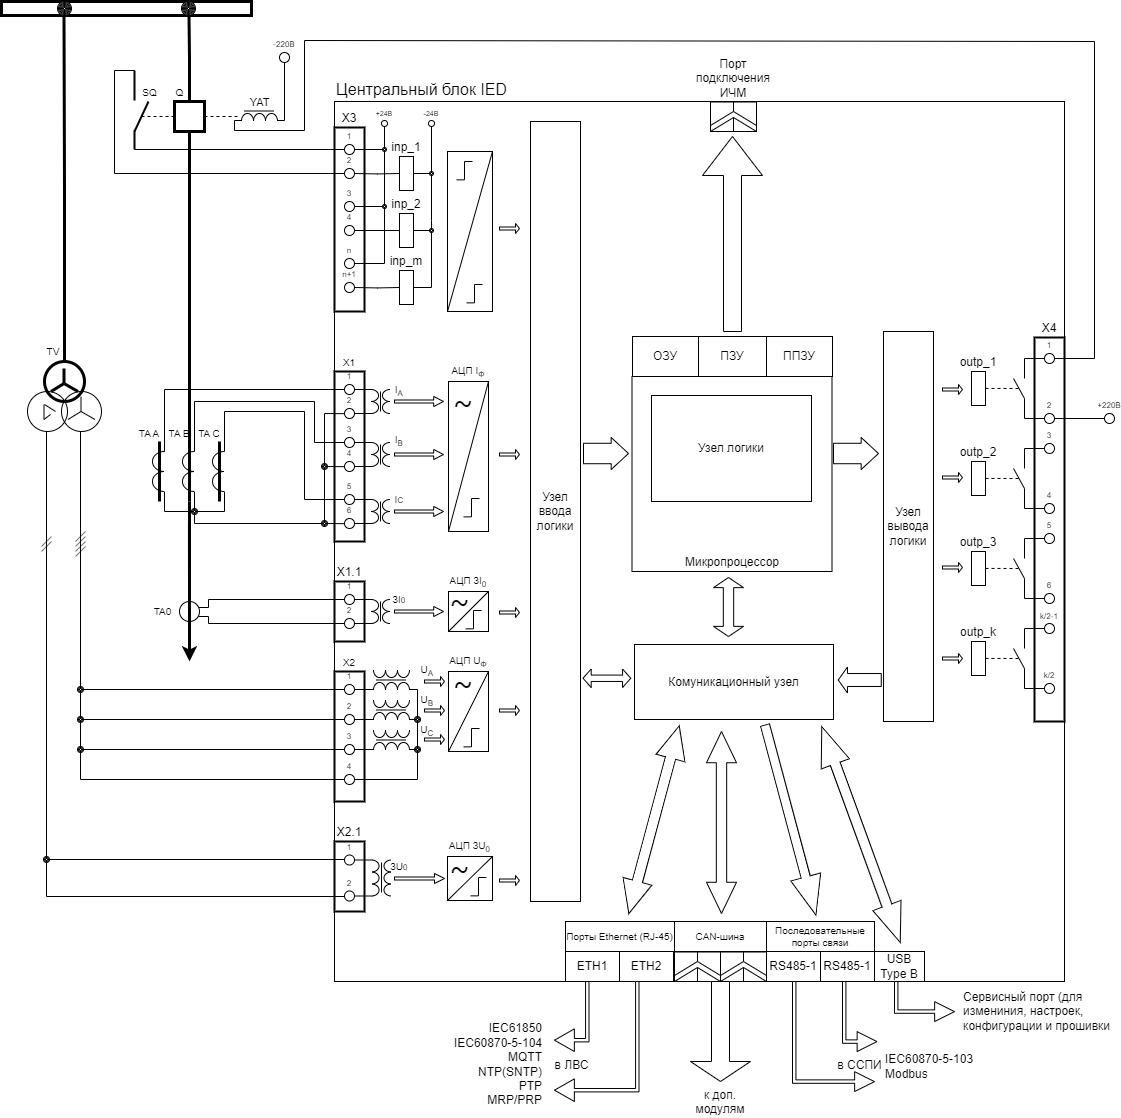 -220В
SQ
Q
YAT
Центральный блок IED
Порт
подключения
ИЧМ
X3
+24В
-24В
1
inp_1
2
3
inp_2
4
n
inp_m
n+1
TV
X1
АЦП IФ
1
IA
2
3
IB
4
5
IC
6
TA A
TA B
TA C
ОЗУ
ПЗУ
ППЗУ
Узел логики
Микропроцессор
Узел
ввода
логики
Узел
вывода
логики
X4
1
outp_1
2
+220В
3
outp_2
4
5
outp_3
6
k/2-1
outp_k
k/2
X1.1
АЦП 3I0
1
3I0
2
TA0
X2
АЦП UФ
1
UA
2
UB
3
UC
4
Комуникационный узел
X2.1
АЦП 3U0
1
3U0
2
Порты Ethernet (RJ-45)
CAN-шина
Последовательные
порты связи
ETH1
ETH2
RS485-1
RS485-1
USB
Type B
Сервисный порт (для
изменииня, настроек,
конфигурации и прошивки
IEC61850
IEC60870-5-104
MQTT
NTP(SNTP)
PTP
MRP/PRP
в ЛВС
к доп.
модулям
в ССПИ
IEC60870-5-103
Modbus